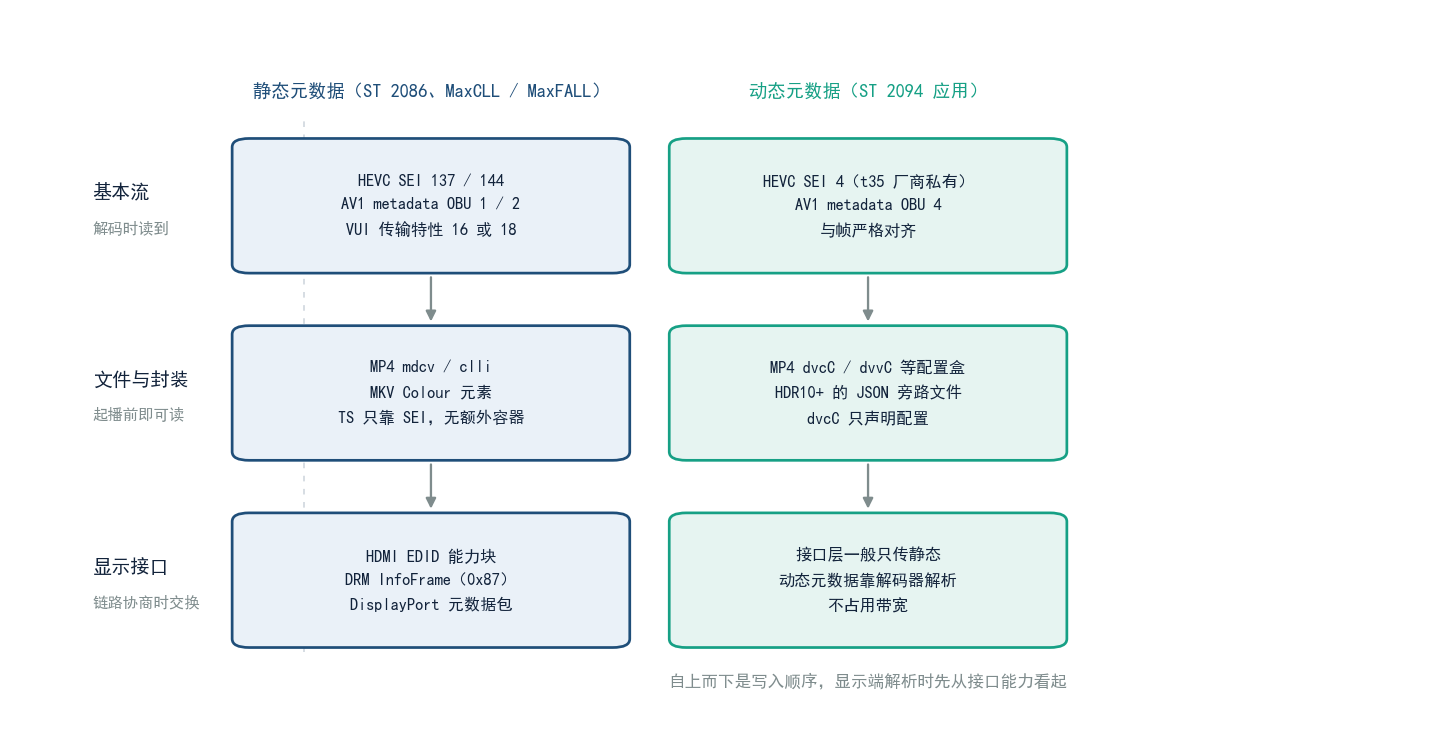 静态元数据（ST 2086、MaxCLL / MaxFALL）
动态元数据（ST 2094 应用）
基本流
解码时读到
HEVC SEI 137 / 144
AV1 metadata OBU 1 / 2
VUI 传输特性 16 或 18
HEVC SEI 4（t35 厂商私有）
AV1 metadata OBU 4
与帧严格对齐
文件与封装
起播前即可读
MP4 mdcv / clli
MKV Colour 元素
TS 只靠 SEI，无额外容器
MP4 dvcC / dvvC 等配置盒
HDR10+ 的 JSON 旁路文件
dvcC 只声明配置
显示接口
链路协商时交换
HDMI EDID 能力块
DRM InfoFrame（0x87）
DisplayPort 元数据包
接口层一般只传静态
动态元数据靠解码器解析
不占用带宽
自上而下是写入顺序，显示端解析时先从接口能力看起